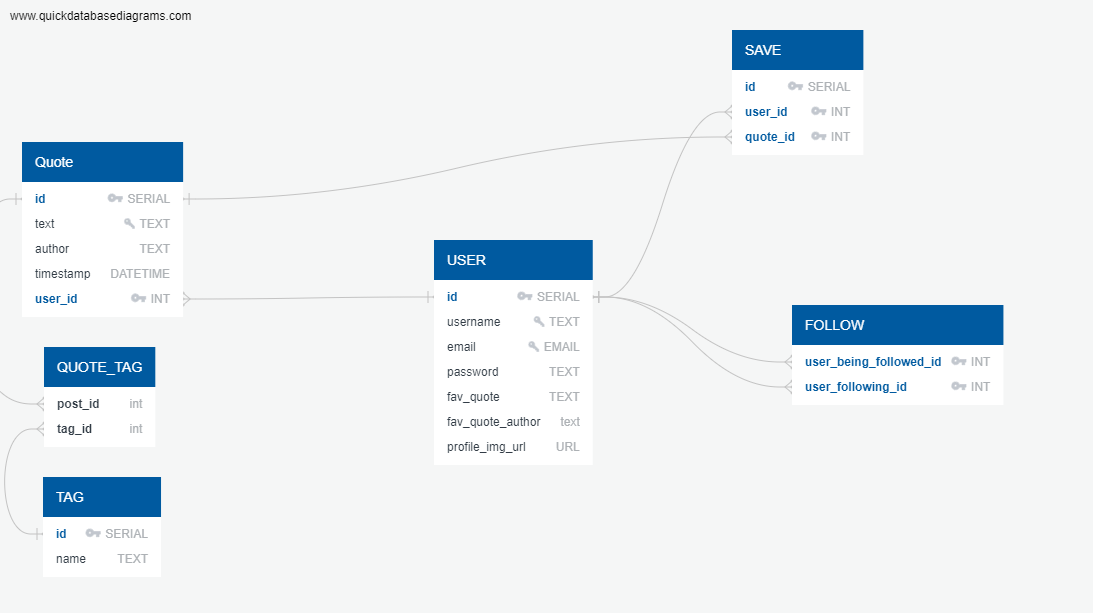 www.quickdatabasediagrams.com
SAVE
id SERIAL
user_id INT
quote_id INT
Quote
id SERIAL
text TEXT
author TEXT
timestamp DATETIME
user_id INT
USER
id SERIAL
username TEXT
email EMAIL
password TEXT
fav_quote TEXT
fav_quote_author text
profile_img_url URL
FOLLOW
user_being_followed_id INT
user_following_id INT
QUOTE_TAG
post_id int
tag_id int
TAG
id SERIAL
name TEXT